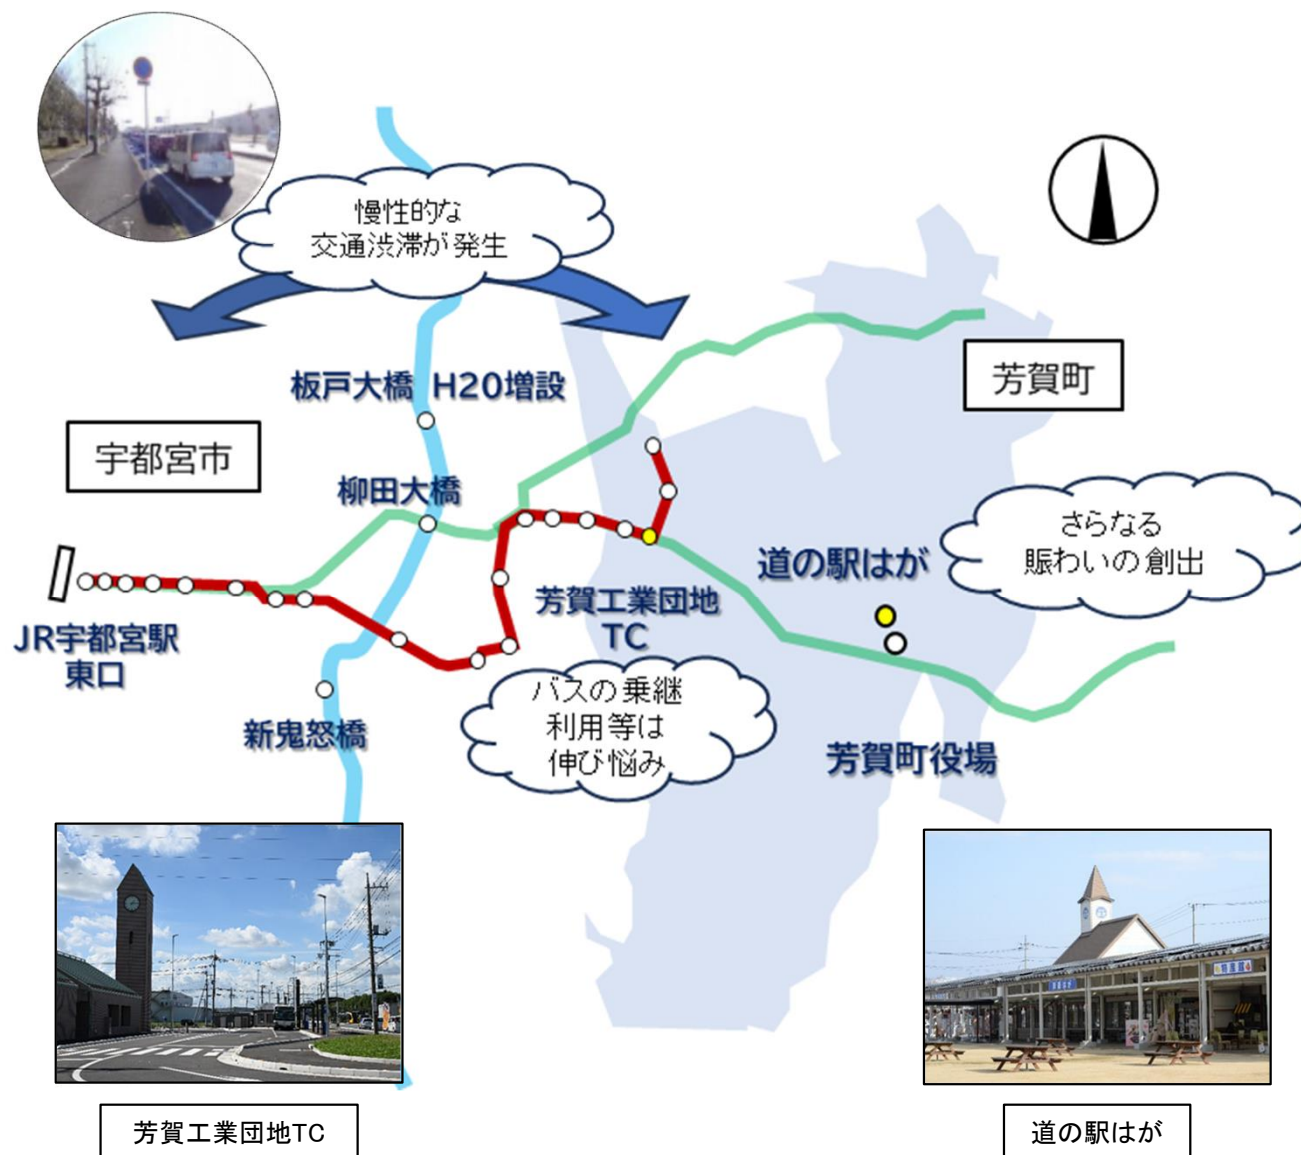 慢性的な
交通渋滞が発生
板戸大橋 H20増設
芳賀町
宇都宮市
柳田大橋
さらなる
賑わいの創出
道の駅はが
芳賀工業団地
TC
JR宇都宮駅
東口
バスの乗継
利用等は
伸び悩み
新鬼怒橋
芳賀町役場
芳賀工業団地TC
道の駅はが